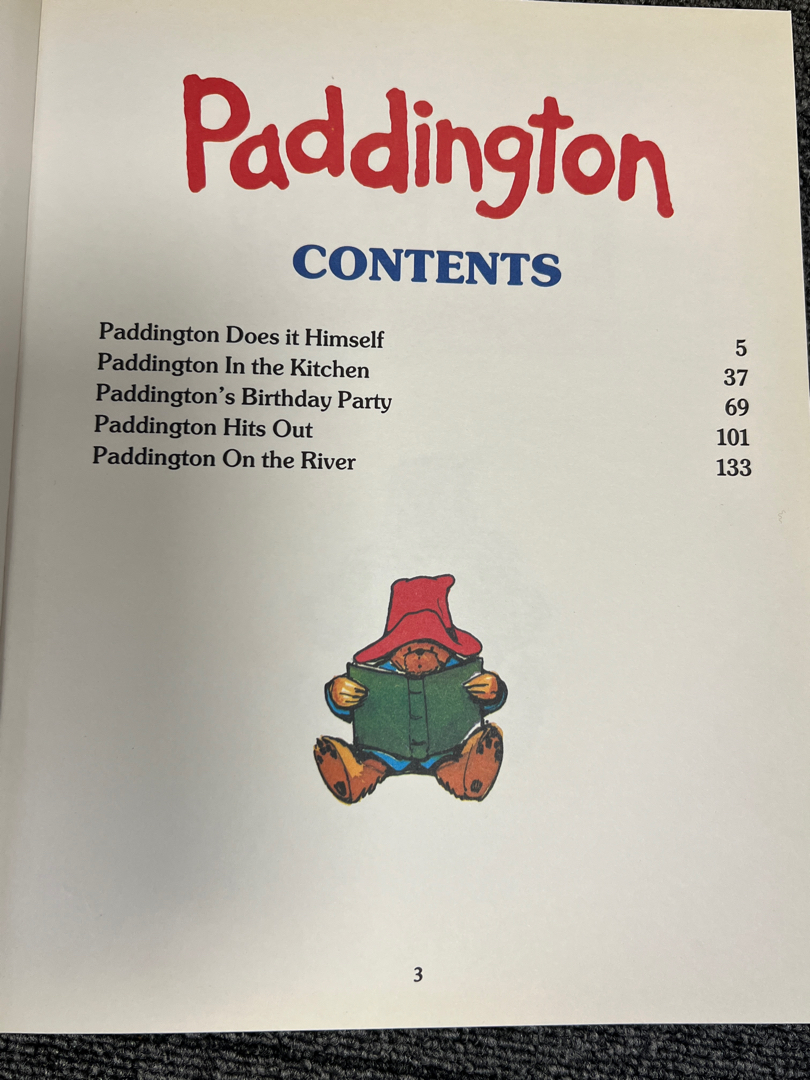 Paddington
CONTENTS
Paddington Does it Himself 5
Paddington In the Kitchen 37
Paddington's Birthday Party 69
Paddington Hits Out 101
Paddington On the River 133
3